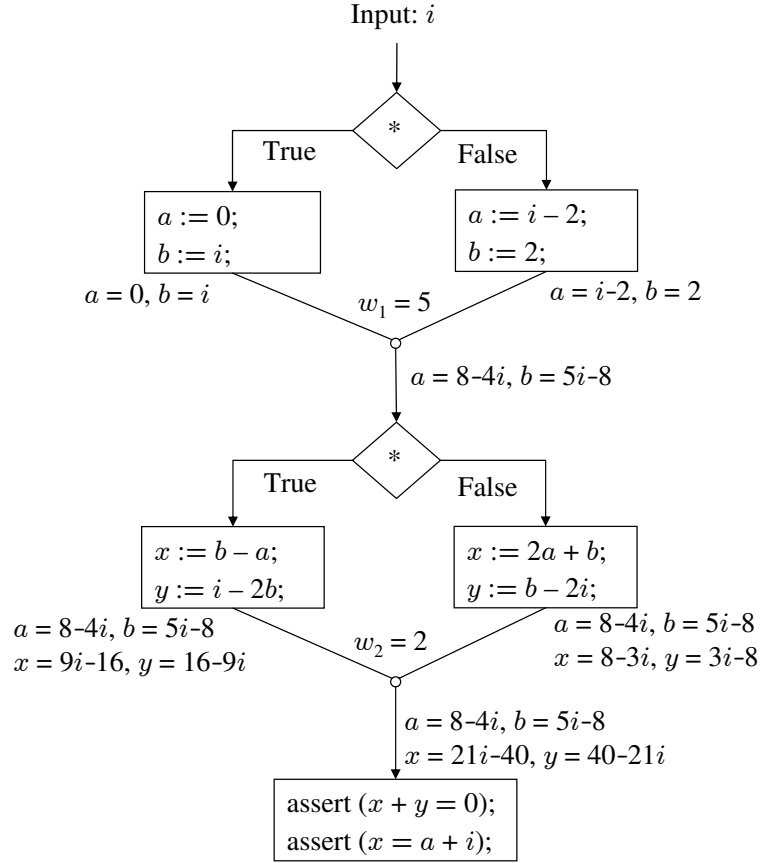 Input: i
*
True
False
a := 0;
b := i;
a := i – 2;
b := 2;
a = 0, b = i
w₁ = 5
a = i-2, b = 2
a = 8-4i, b = 5i-8
*
True
False
x := b – a;
y := i – 2b;
x := 2a + b;
y := b – 2i;
a = 8-4i, b = 5i-8
x = 9i-16, y = 16-9i
w₂ = 2
a = 8-4i, b = 5i-8
x = 8-3i, y = 3i-8
a = 8-4i, b = 5i-8
x = 21i-40, y = 40-21i
assert (x + y = 0);
assert (x = a + i);